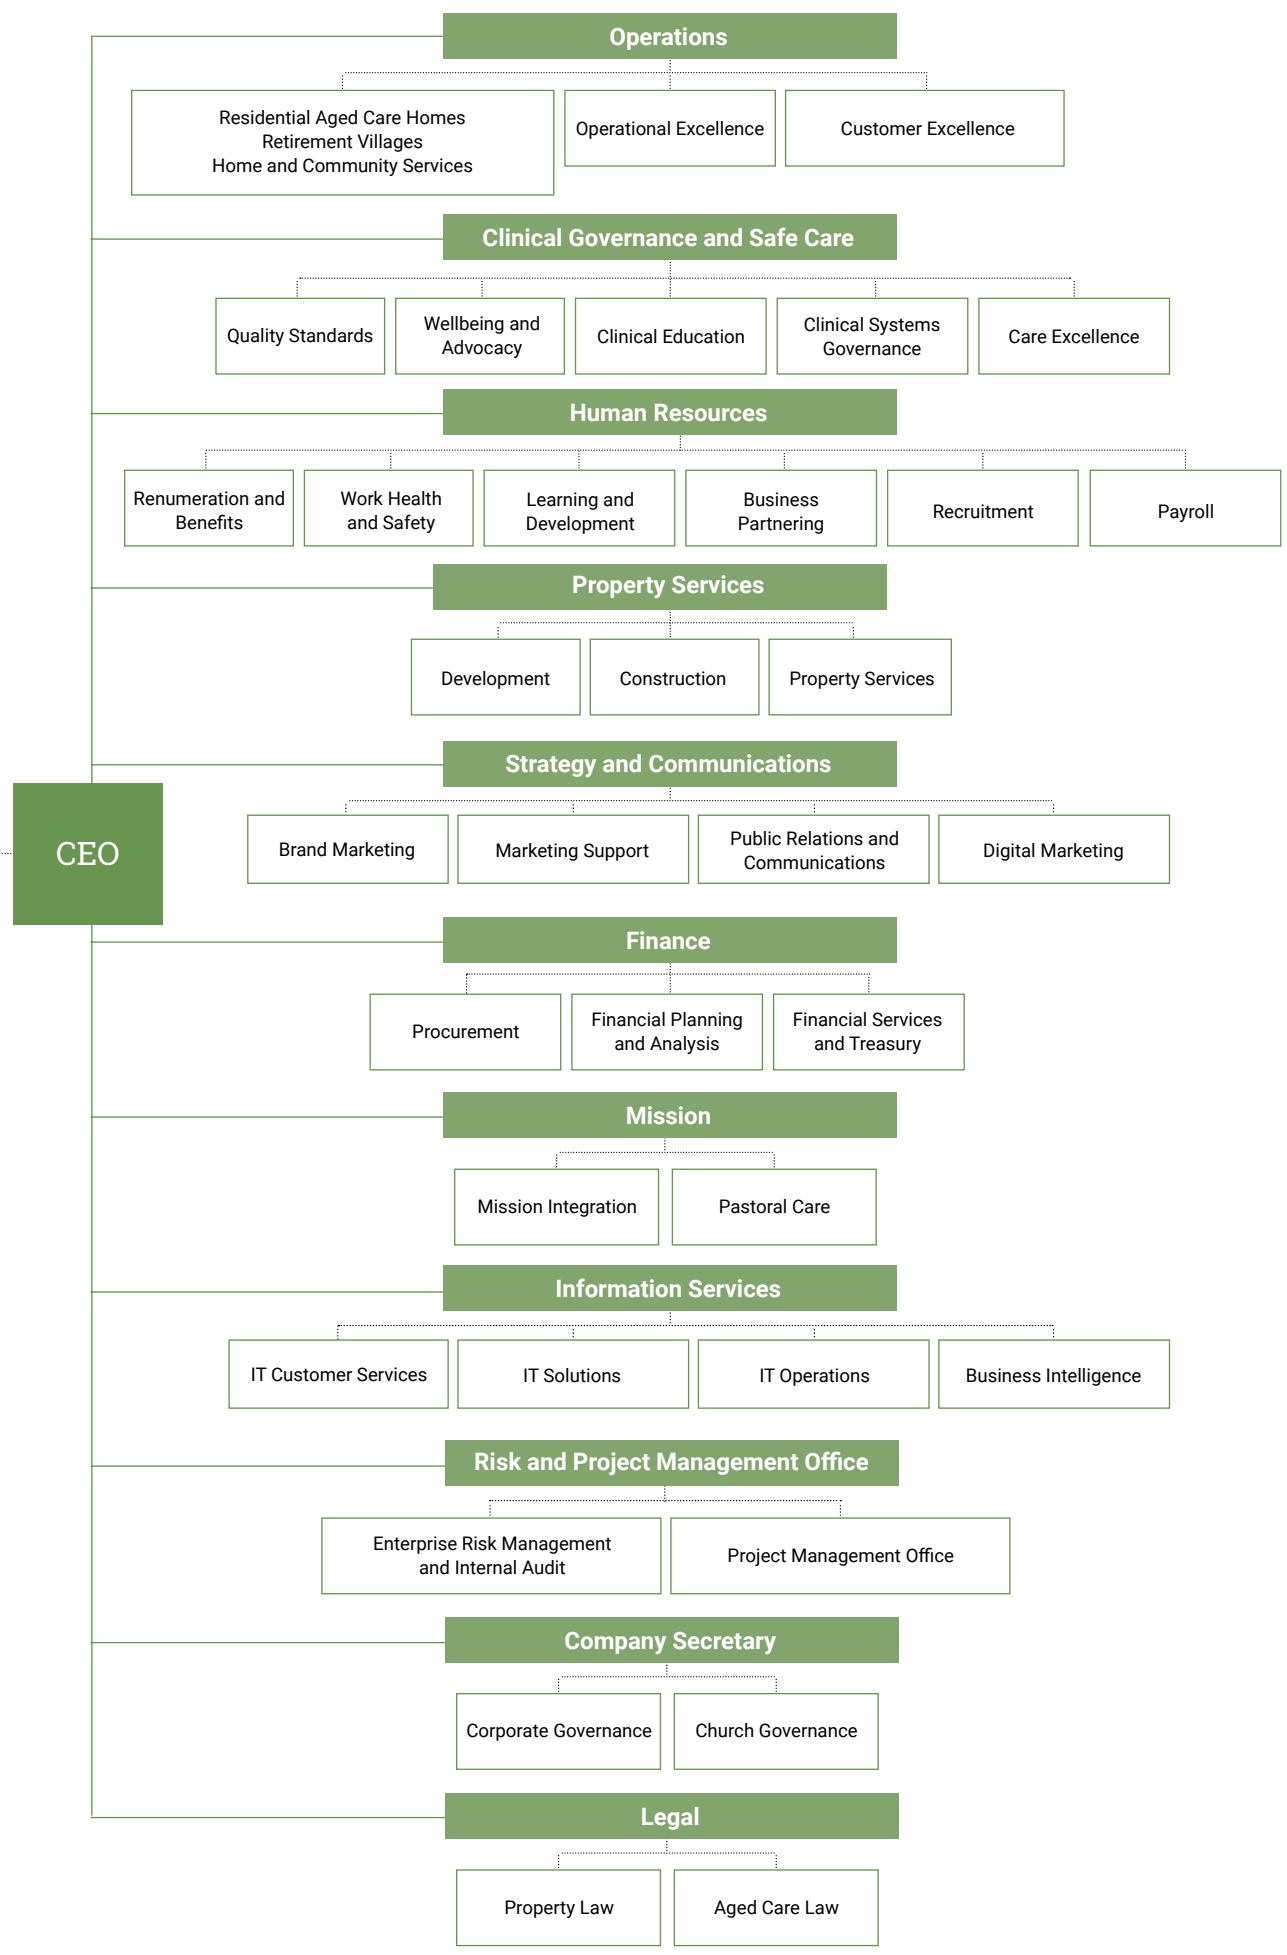 Operations
Residential Aged Care Homes
Retirement Villages
Home and Community Services
Operational Excellence
Customer Excellence
Clinical Governance and Safe Care
Quality Standards
Wellbeing and
Advocacy
Clinical Education
Clinical Systems
Governance
Care Excellence
Human Resources
Renumeration and
Benefits
Work Health
and Safety
Learning and
Development
Business
Partnering
Recruitment
Payroll
Property Services
Development
Construction
Property Services
Strategy and Communications
CEO
Brand Marketing
Marketing Support
Public Relations and
Communications
Digital Marketing
Finance
Procurement
Financial Planning
and Analysis
Financial Services
and Treasury
Mission
Mission Integration
Pastoral Care
Information Services
IT Customer Services
IT Solutions
IT Operations
Business Intelligence
Risk and Project Management Office
Enterprise Risk Management
and Internal Audit
Project Management Office
Company Secretary
Corporate Governance
Church Governance
Legal
Property Law
Aged Care Law